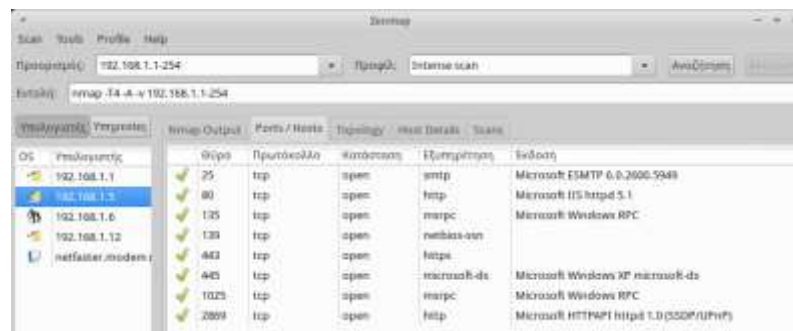 Zenmap
Scan Tools Profile Help
Προορισμός: 192.168.1.1-254 Προφίλ: Intense scan Αναζήτηση
Εντολή: nmap -T4 -A -v 192.168.1.1-254
Υπολογιστές Υπηρεσίες Nmap Output Ports / Hosts Topology Host Details Scans
OS Υπολογιστής Θύρα Πρωτόκολλο Κατάσταση Εξυπηρέτηση Έκδοση
192.168.1.1 25 tcp open smtp Microsoft ESMTP 6.0.2600.5949
192.168.1.5 80 tcp open http Microsoft IIS httpd 5.1
192.168.1.6 135 tcp open msrpc Microsoft Windows RPC
192.168.1.12 139 tcp open netbios-ssn
netfaster.modem 443 tcp open https
445 tcp open microsoft-ds Microsoft Windows XP microsoft-ds
1025 tcp open msrpc Microsoft Windows RPC
2869 tcp open http Microsoft HTTPAPI httpd 1.0 (SSDP/UPnP)